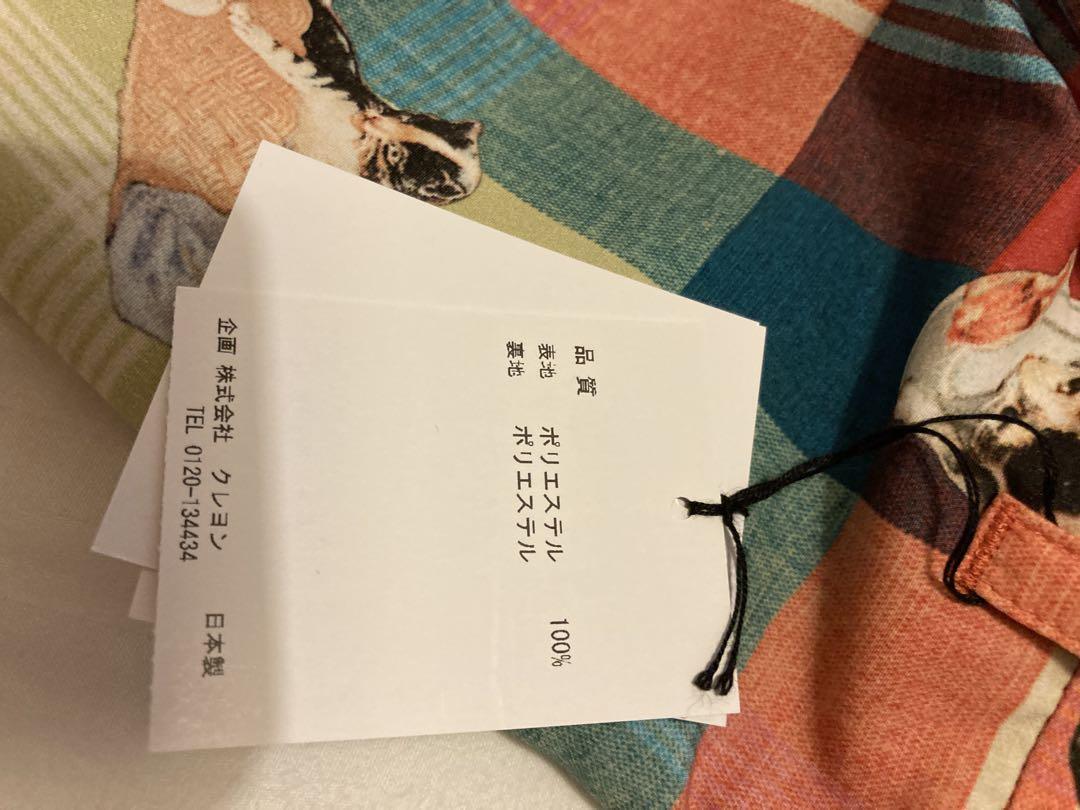 品質
表地 ポリエステル 100%
裏地 ポリエステル
企画 株式会社 クレヨン 日本製
TEL 0120-134434